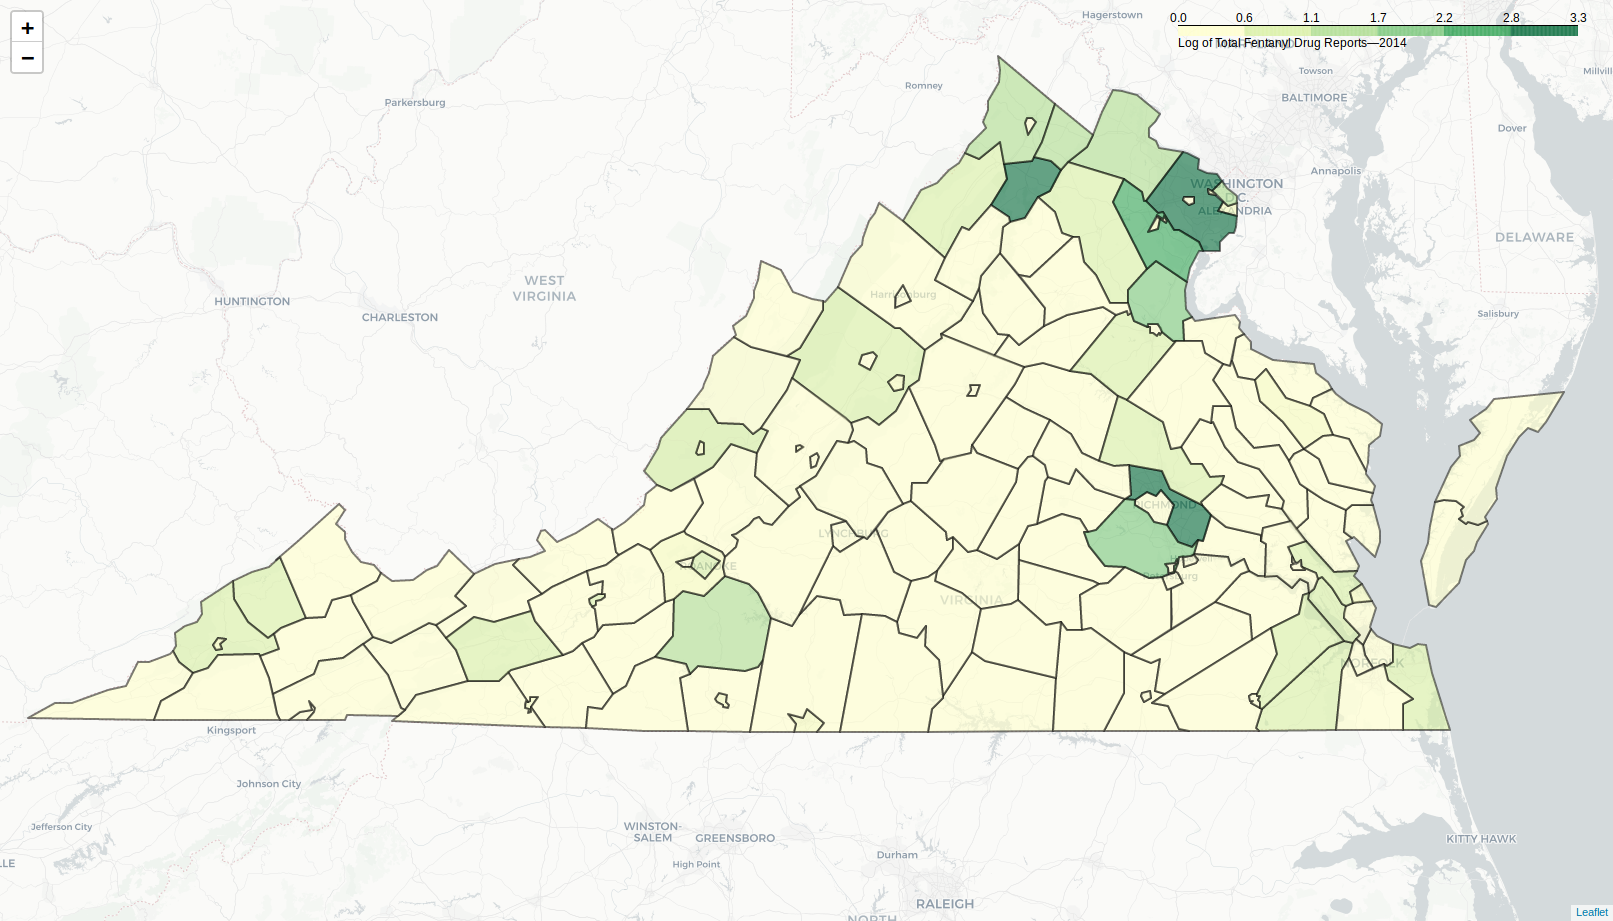 +
−
Hagerstown
0.0 0.6 1.1 1.7 2.2 2.8 3.3
Log of Total Fentanyl Drug Reports—2014
Towson
Millvill
Romney
Parkersburg
BALTIMORE
Dover
Annapolis
WASHINGTON
D.C.
ALEXANDRIA
DELAWARE
WEST
VIRGINIA
Harrisonburg
HUNTINGTON
CHARLESTON
Salisbury
RICHMOND
LYNCHBURG
ROANOKE
Petersburg
VIRGINIA
NORFOLK
Kingsport
Johnson City
Jefferson City
WINSTON-
SALEM
GREENSBORO
KITTY HAWK
LLE
High Point
Durham
RALEIGH
NORTH
Leaflet